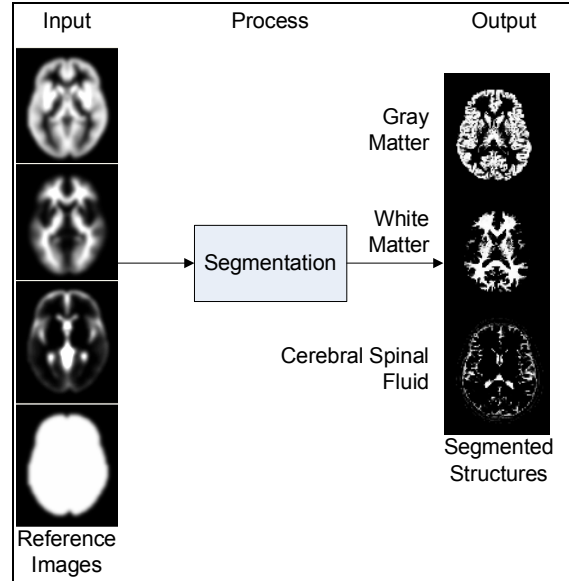 Input
Process
Output
Gray
Matter
White
Matter
Segmentation
Cerebral Spinal
Fluid
Segmented
Structures
Reference
Images